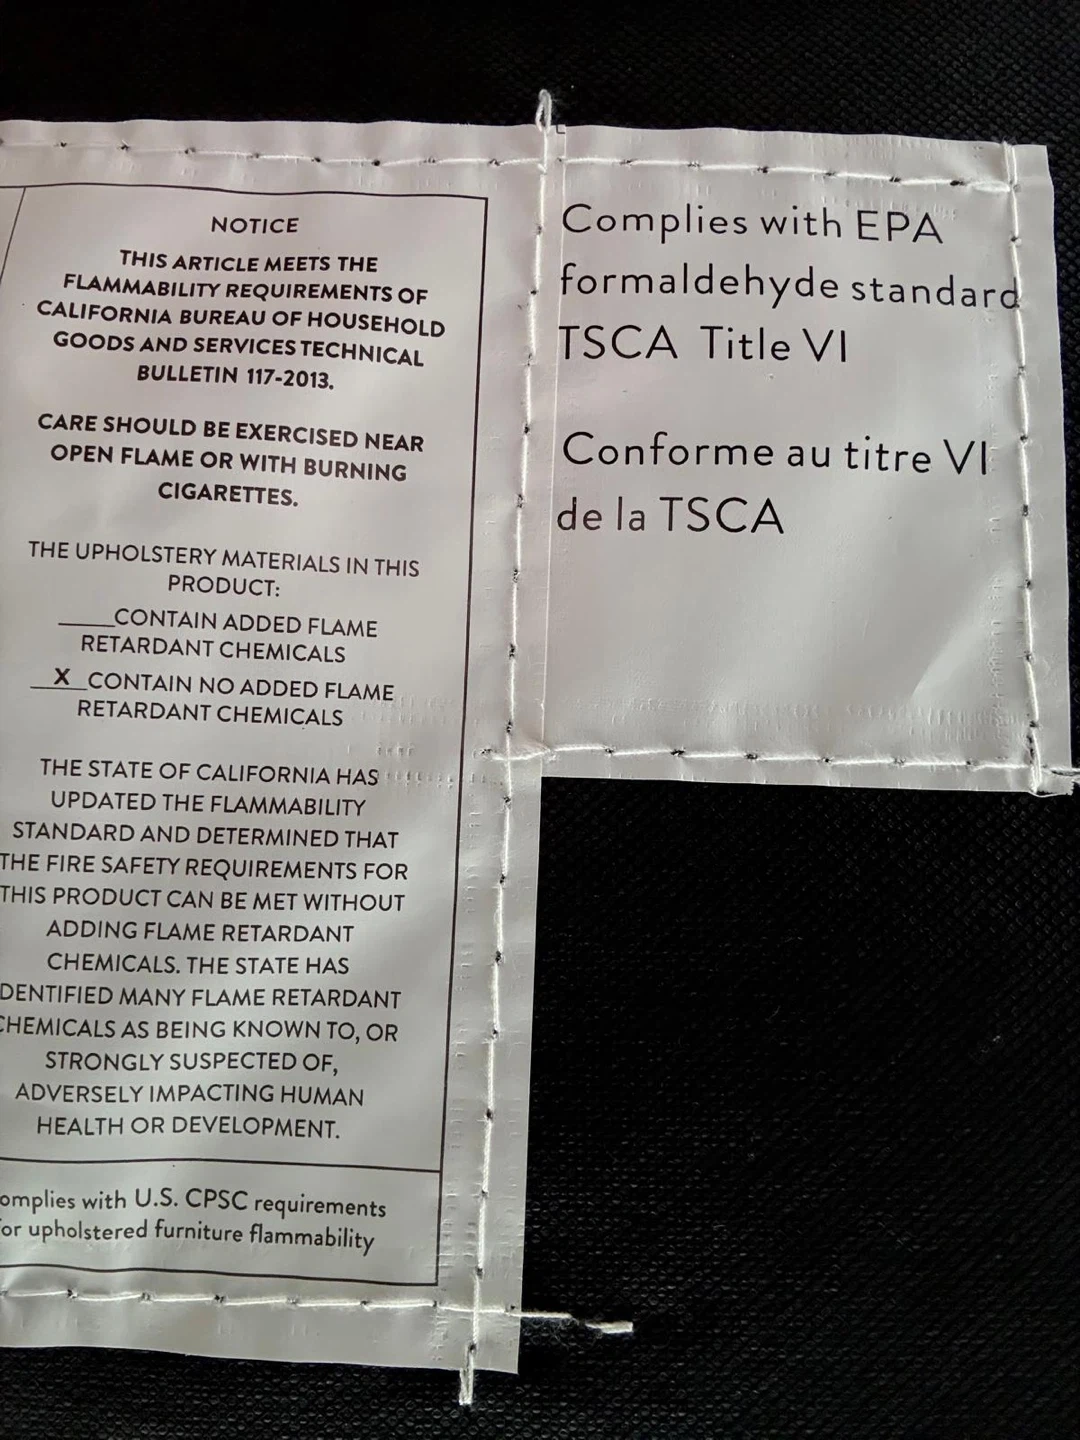 NOTICE
THIS ARTICLE MEETS THE
FLAMMABILITY REQUIREMENTS OF
CALIFORNIA BUREAU OF HOUSEHOLD
GOODS AND SERVICES TECHNICAL
BULLETIN 117-2013.
CARE SHOULD BE EXERCISED NEAR
OPEN FLAME OR WITH BURNING
CIGARETTES.
THE UPHOLSTERY MATERIALS IN THIS
PRODUCT:
____CONTAIN ADDED FLAME
RETARDANT CHEMICALS
__X__CONTAIN NO ADDED FLAME
RETARDANT CHEMICALS
THE STATE OF CALIFORNIA HAS
UPDATED THE FLAMMABILITY
STANDARD AND DETERMINED THAT
THE FIRE SAFETY REQUIREMENTS FOR
THIS PRODUCT CAN BE MET WITHOUT
ADDING FLAME RETARDANT
CHEMICALS. THE STATE HAS
DENTIFIED MANY FLAME RETARDANT
CHEMICALS AS BEING KNOWN TO, OR
STRONGLY SUSPECTED OF,
ADVERSELY IMPACTING HUMAN
HEALTH OR DEVELOPMENT.
omplies with U.S. CPSC requirements
for upholstered furniture flammability
Complies with EPA
formaldehyde standard
TSCA Title VI
Conforme au titre VI
de la TSCA